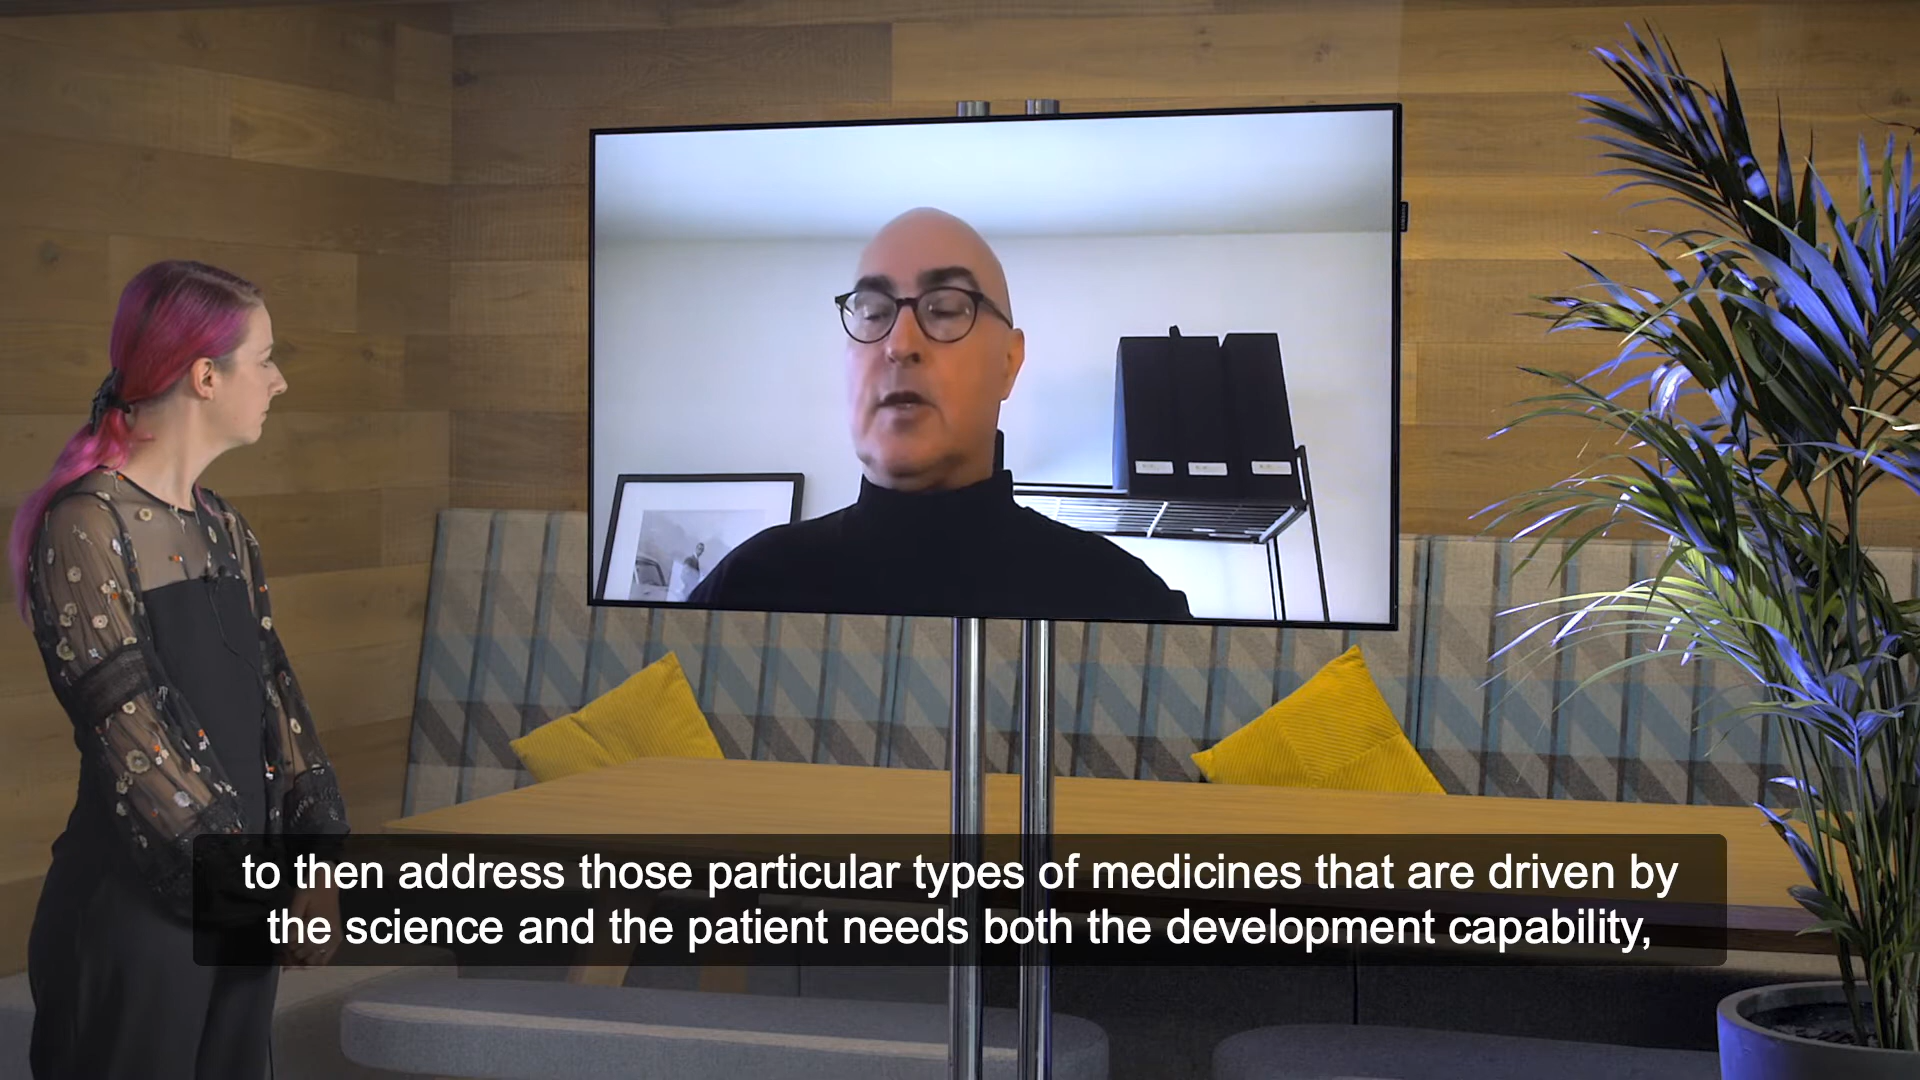 to then address those particular types of medicines that are driven by
the science and the patient needs both the development capability,